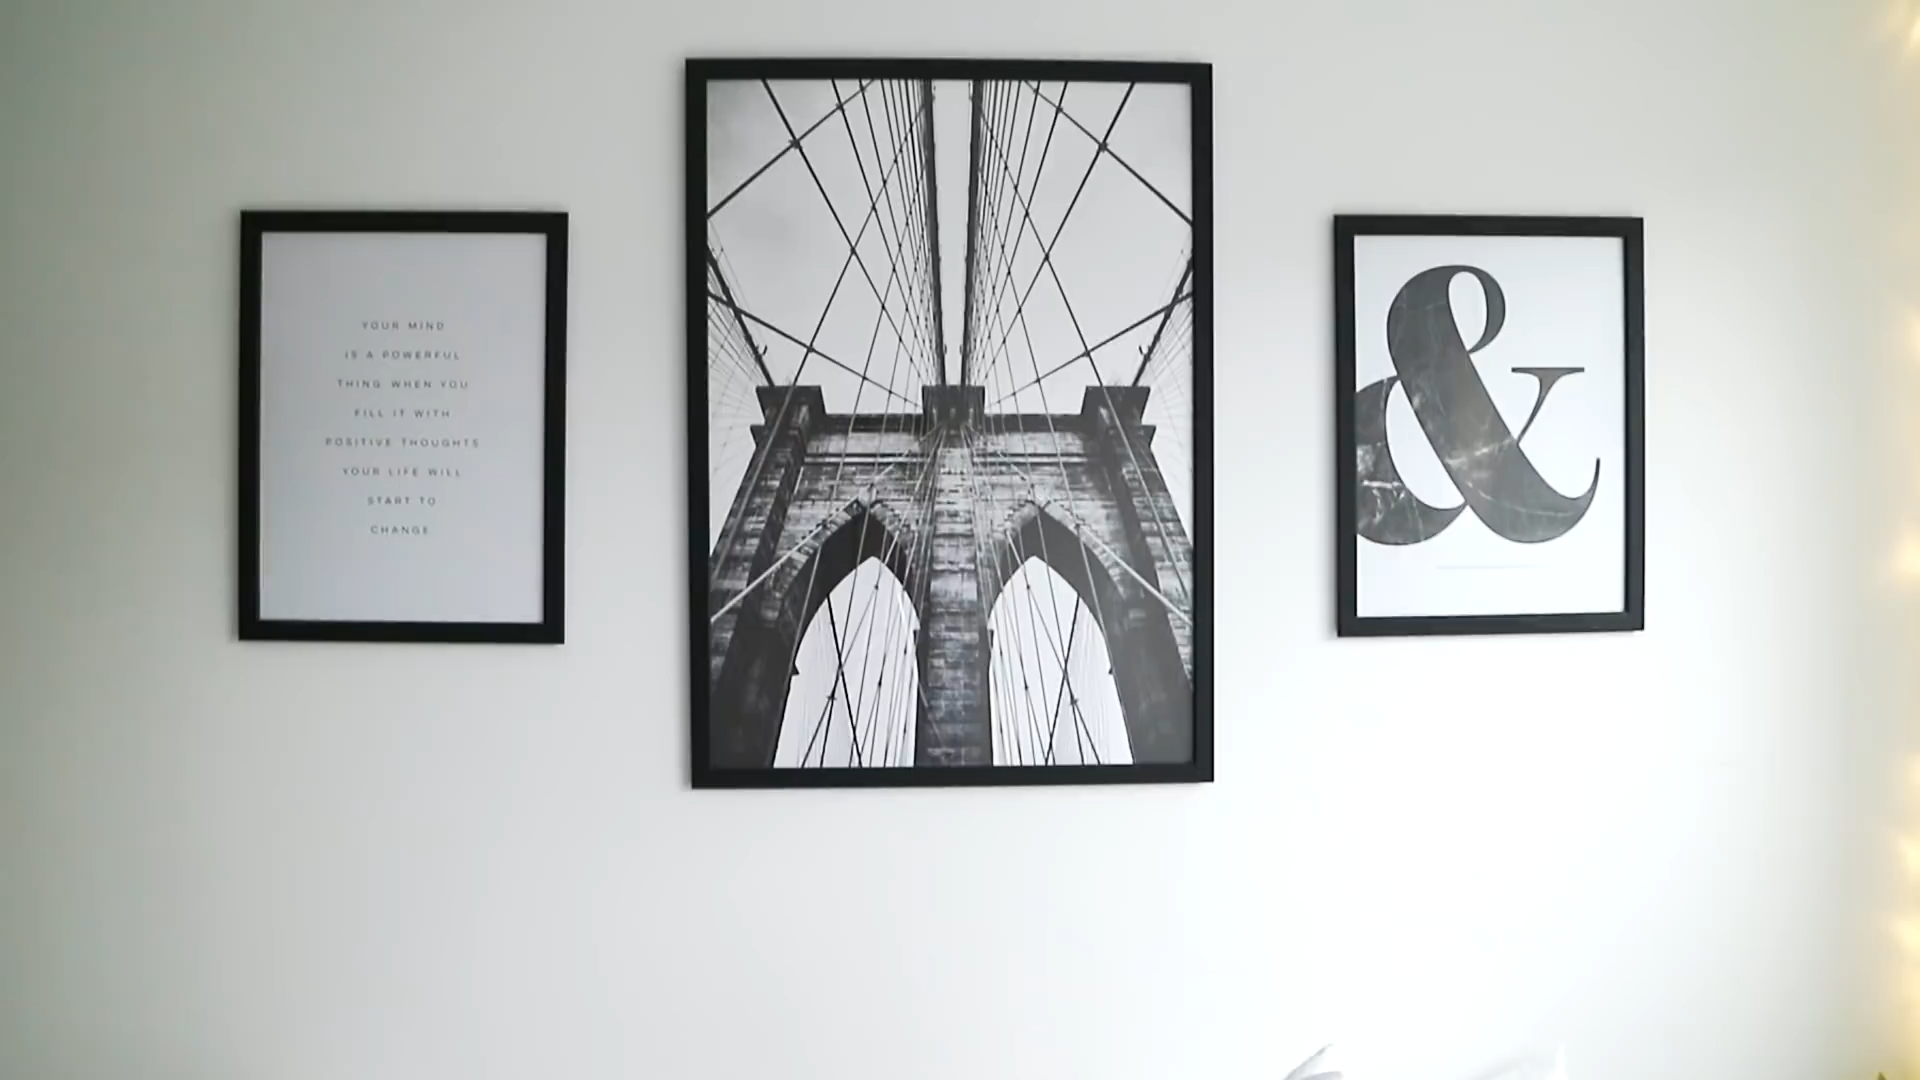 YOUR MIND
IS A POWERFUL
THING WHEN YOU
FILL IT WITH
POSITIVE THOUGHTS
YOUR LIFE WILL
START TO
CHANGE
&